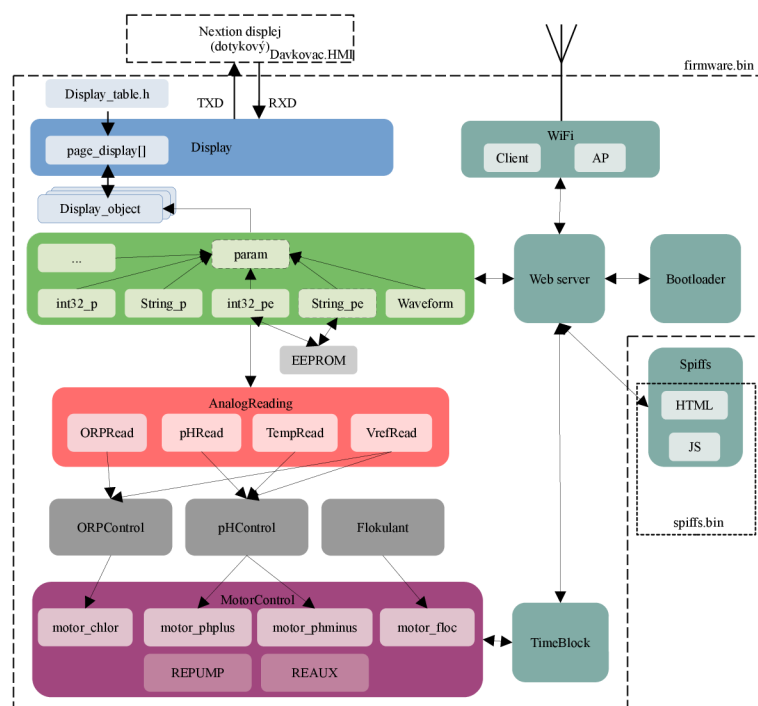 Nextion displej
(dotykový)
Davkovac.HMI
firmware.bin
Display_table.h
TXD
RXD
page_display[]
Display
WiFi
Client
AP
Display_object
param
...
int32_p
String_p
int32_pe
String_pe
Waveform
Web server
Bootloader
EEPROM
Spiffs
HTML
JS
spiffs.bin
AnalogReading
ORPRead
pHRead
TempRead
VrefRead
ORPControl
pHControl
Flokulant
MotorControl
motor_chlor
motor_phplus
motor_phminus
motor_floc
REPUMP
REAUX
TimeBlock